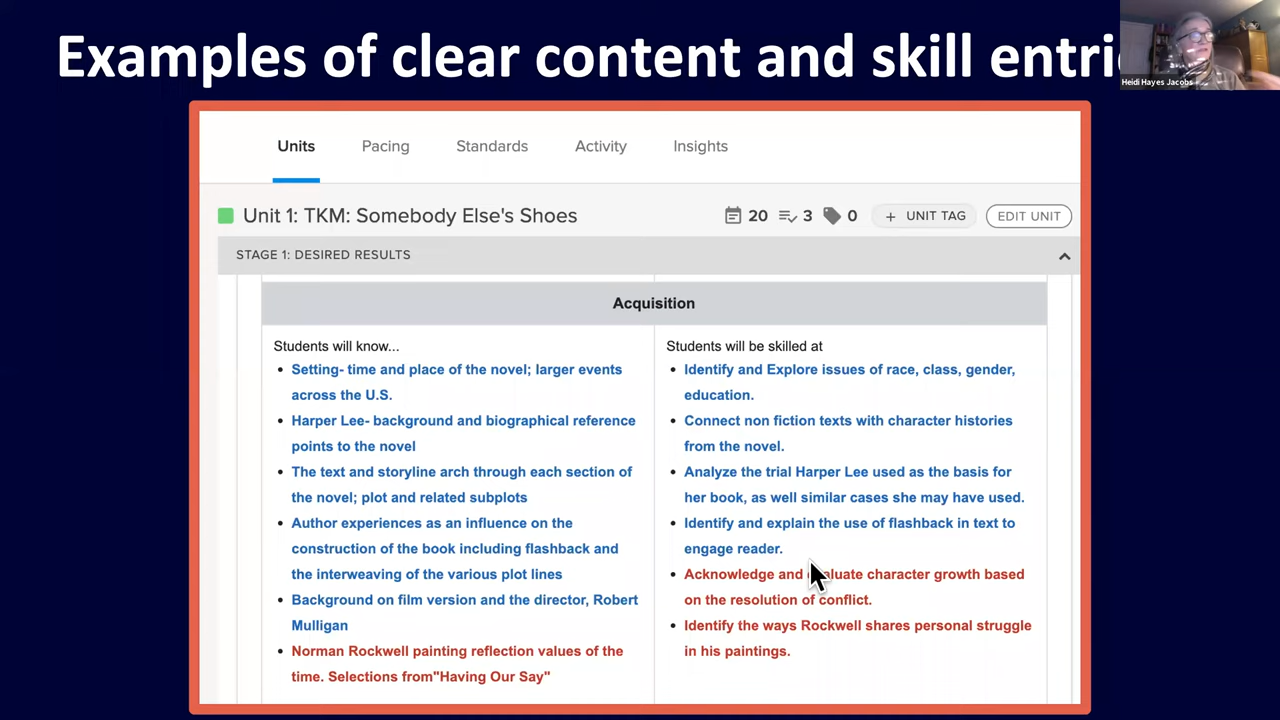 Examples of clear content and skill entri
Heidi Hayes Jacobs
Units Pacing Standards Activity Insights
Unit 1: TKM: Somebody Else's Shoes 20 3 0 + UNIT TAG EDIT UNIT
STAGE 1: DESIRED RESULTS
Acquisition
Students will know...
Setting- time and place of the novel; larger events
across the U.S.
Harper Lee- background and biographical reference
points to the novel
The text and storyline arch through each section of
the novel; plot and related subplots
Author experiences as an influence on the
construction of the book including flashback and
the interweaving of the various plot lines
Background on film version and the director, Robert
Mulligan
Norman Rockwell painting reflection values of the
time. Selections from"Having Our Say"
Students will be skilled at
Identify and Explore issues of race, class, gender,
education.
Connect non fiction texts with character histories
from the novel.
Analyze the trial Harper Lee used as the basis for
her book, as well similar cases she may have used.
Identify and explain the use of flashback in text to
engage reader.
Acknowledge and evaluate character growth based
on the resolution of conflict.
Identify the ways Rockwell shares personal struggle
in his paintings.